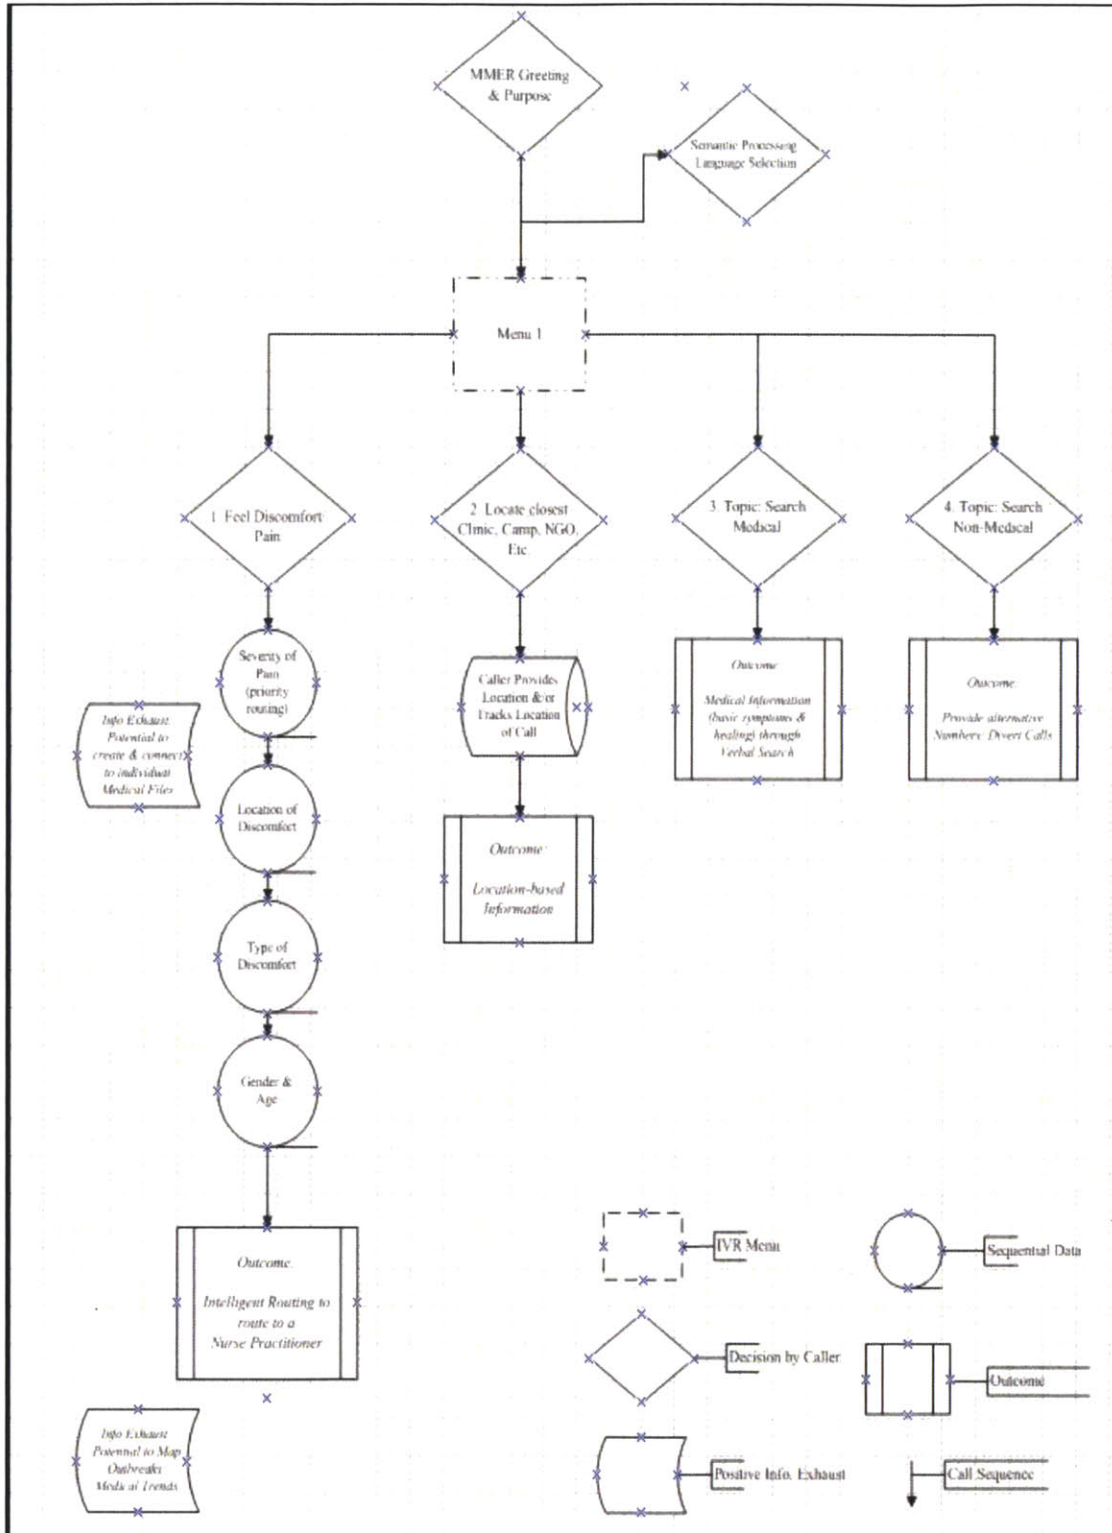 MMER Greeting
& Purpose
Semantic Processing
Language Selection
Menu 1
1. Feel Discomfort/
Pain
2. Locate closest
Clinic, Camp, NGO,
Etc.
3. Topic: Search
Medical
4. Topic: Search
Non-Medical
Severity of
Pain
(priority
routing)
Info Exhaust:
Potential to
create & connect
to individual
Medical Files
Location of
Discomfort
Type of
Discomfort
Gender &
Age
Outcome:
Intelligent Routing to
route to a
Nurse Practitioner
Info Exhaust
Potential to Map
Outbreaks
Medical Trends
Caller Provides
Location &/or
Tracks Location
of Call
Outcome:
Location-based
Information
Outcome:
Medical Information
(basic symptoms &
healing) through
Verbal Search
Outcome:
Provide alternative
Numbers: Divert Calls
IVR Menu
Sequential Data
Decision by Caller
Outcome
Positive Info. Exhaust
Call Sequence